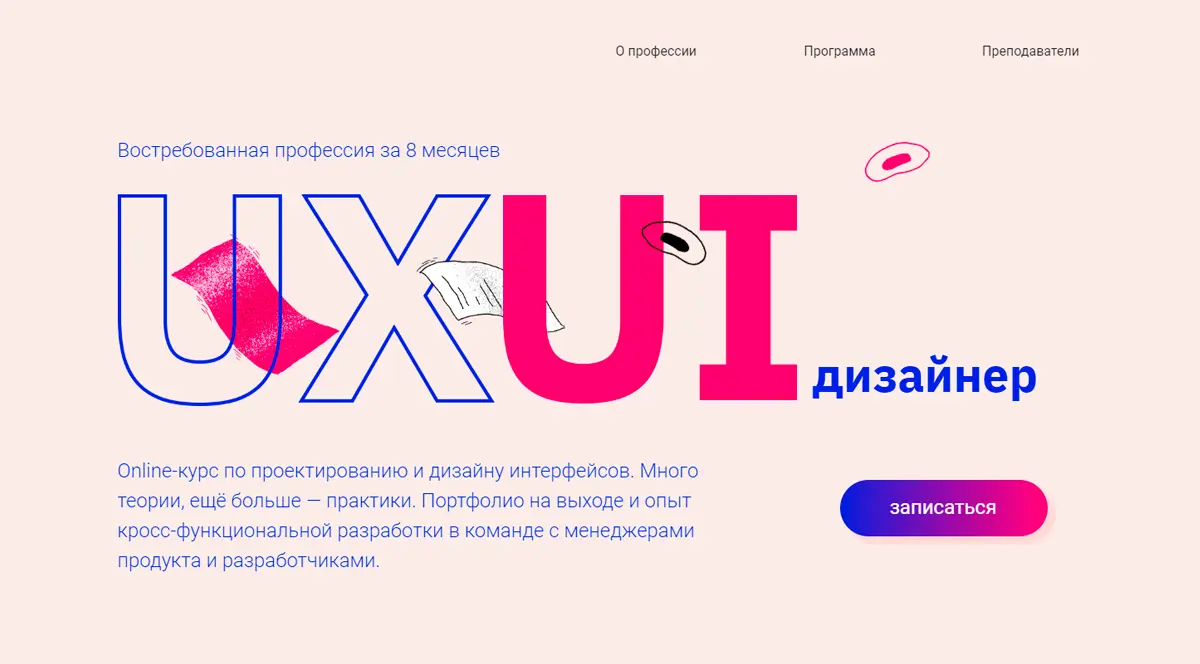 О профессии
Программа
Преподаватели
Востребованная профессия за 8 месяцев
UXUI дизайнер
Online-курс по проектированию и дизайну интерфейсов. Много
теории, ещё больше — практики. Портфолио на выходе и опыт
кросс-функциональной разработки в команде с менеджерами
продукта и разработчиками.
записаться